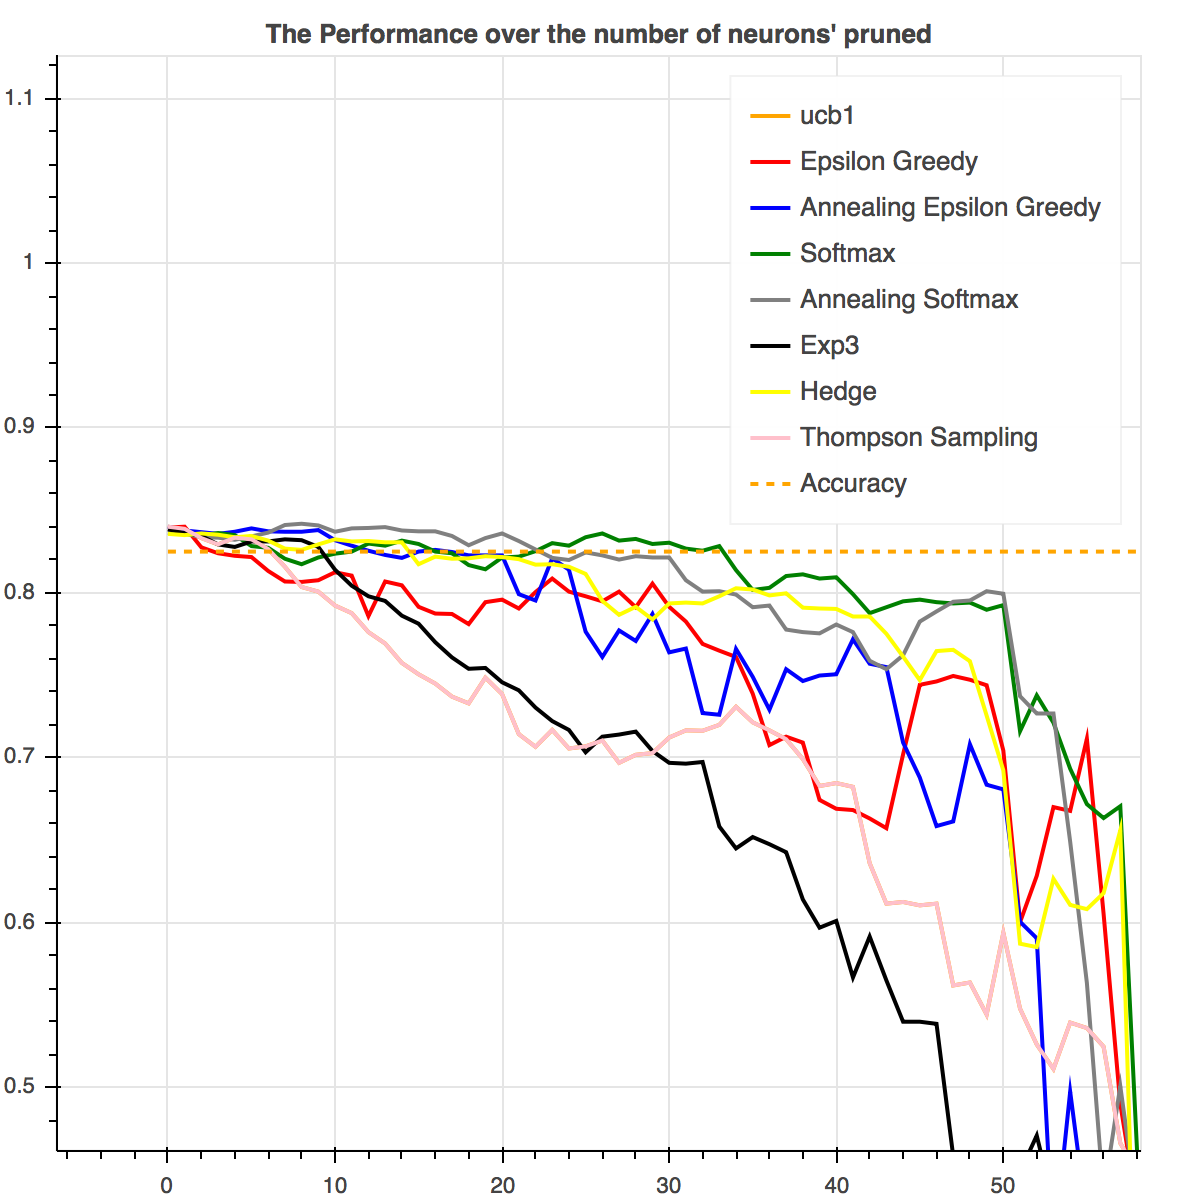 The Performance over the number of neurons' pruned
1.1
1
0.9
0.8
0.7
0.6
0.5
ucb1
Epsilon Greedy
Annealing Epsilon Greedy
Softmax
Annealing Softmax
Exp3
Hedge
Thompson Sampling
Accuracy
0 10 20 30 40 50